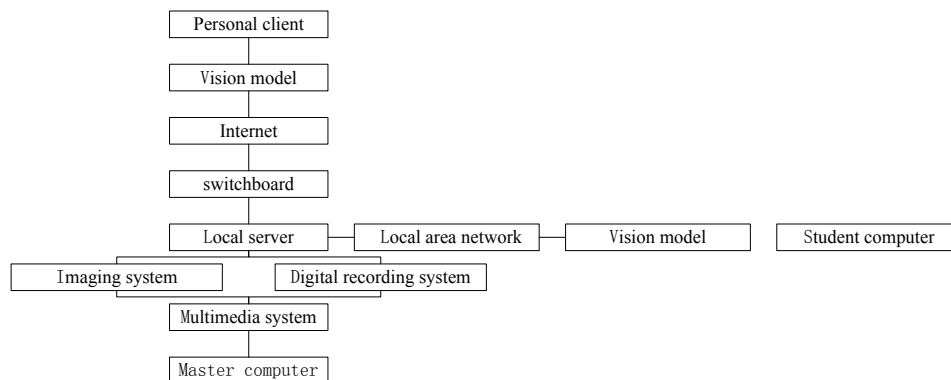 Personal client
Vision model
Internet
switchboard
Local server
Local area network
Vision model
Student computer
Imaging system
Digital recording system
Multimedia system
Master computer